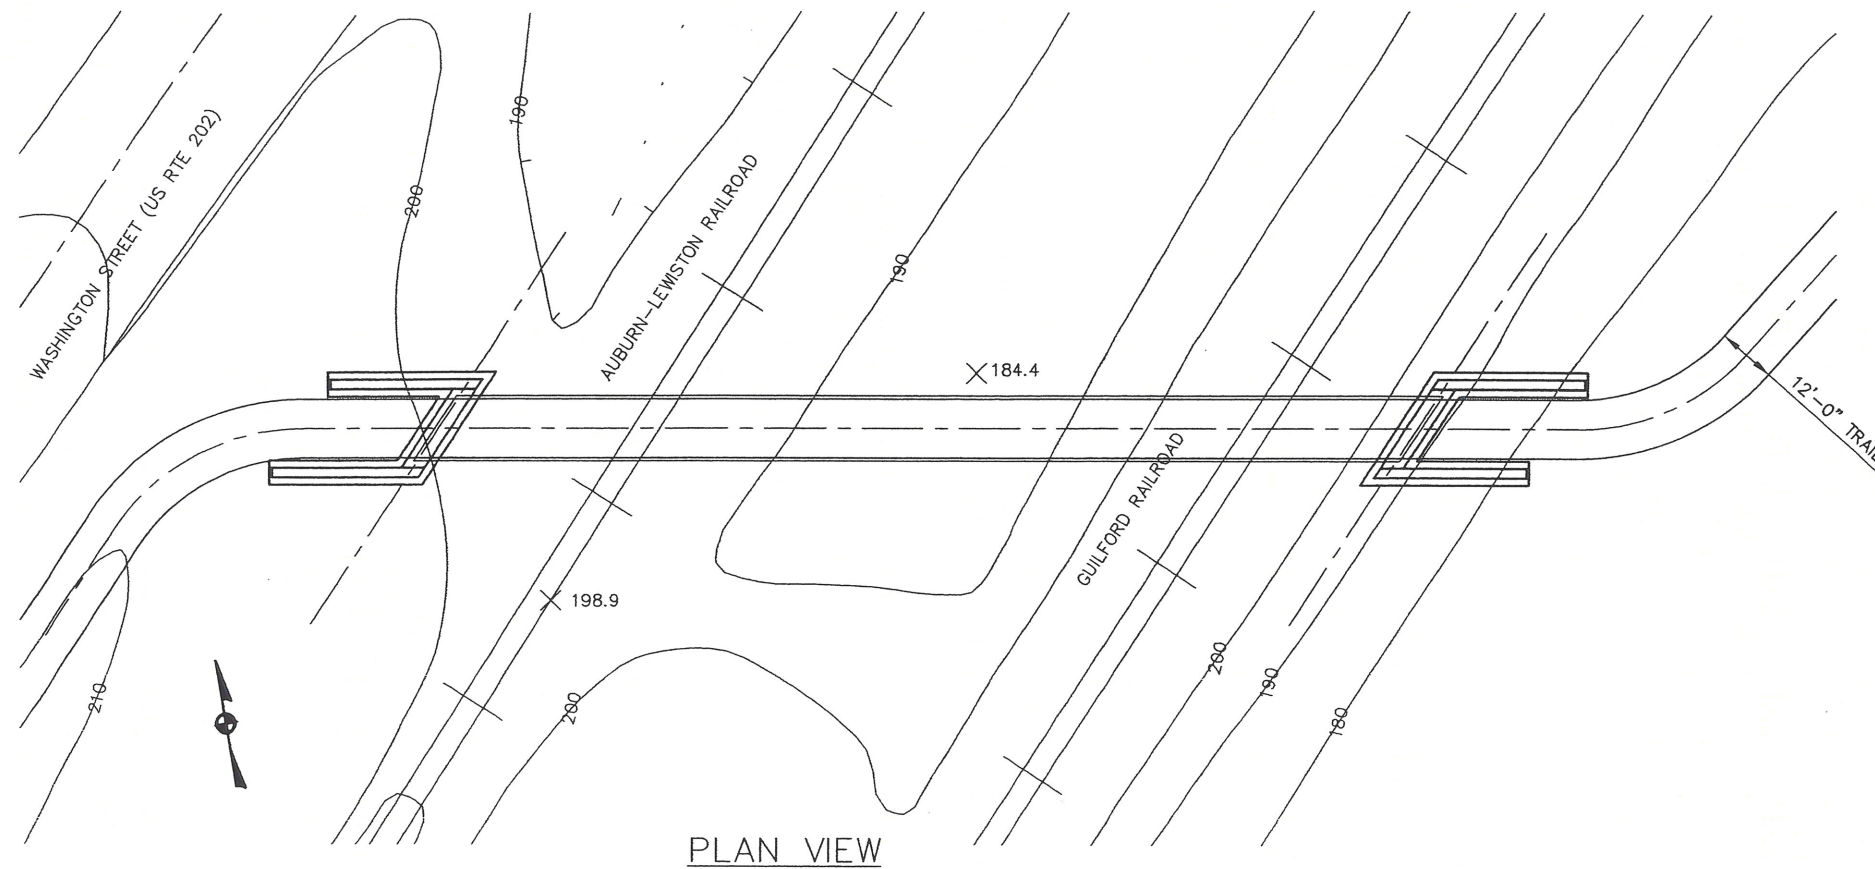 WASHINGTON STREET (US RTE 202)
200
190
AUBURN-LEWISTON RAILROAD
190
184.4
12'-0" TRAIL
GUILFORD RAILROAD
198.9
210
200
200
190
180
PLAN VIEW